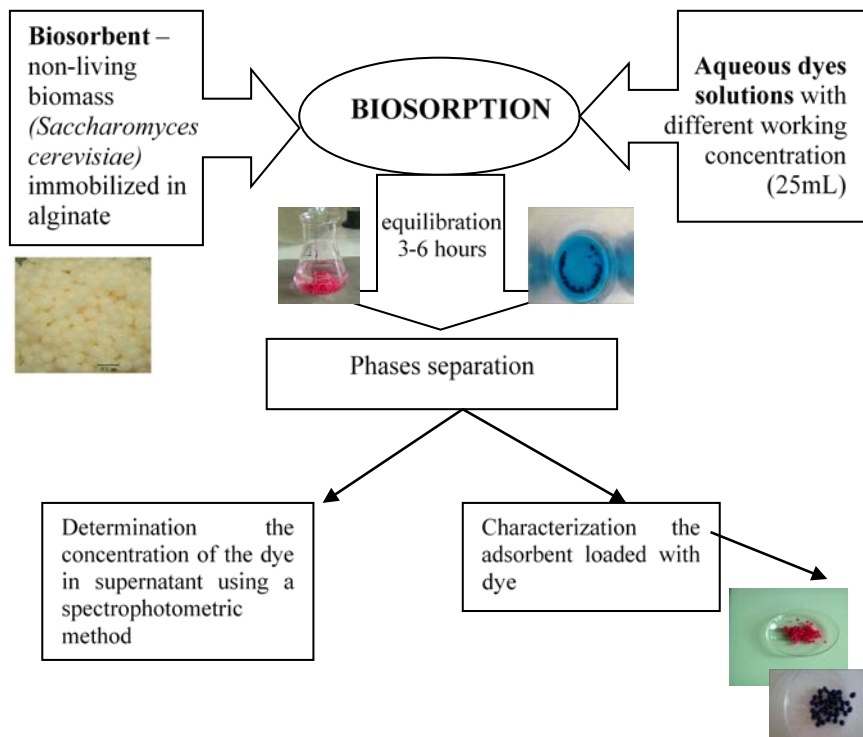 Biosorbent –
non-living
biomass
(Saccharomyces
cerevisiae)
immobilized in
alginate
BIOSORPTION
Aqueous dyes
solutions with
different working
concentration
(25mL)
equilibration
3-6 hours
Phases separation
Determination the
concentration of the dye
in supernatant using a
spectrophotometric
method
Characterization the
adsorbent loaded with
dye